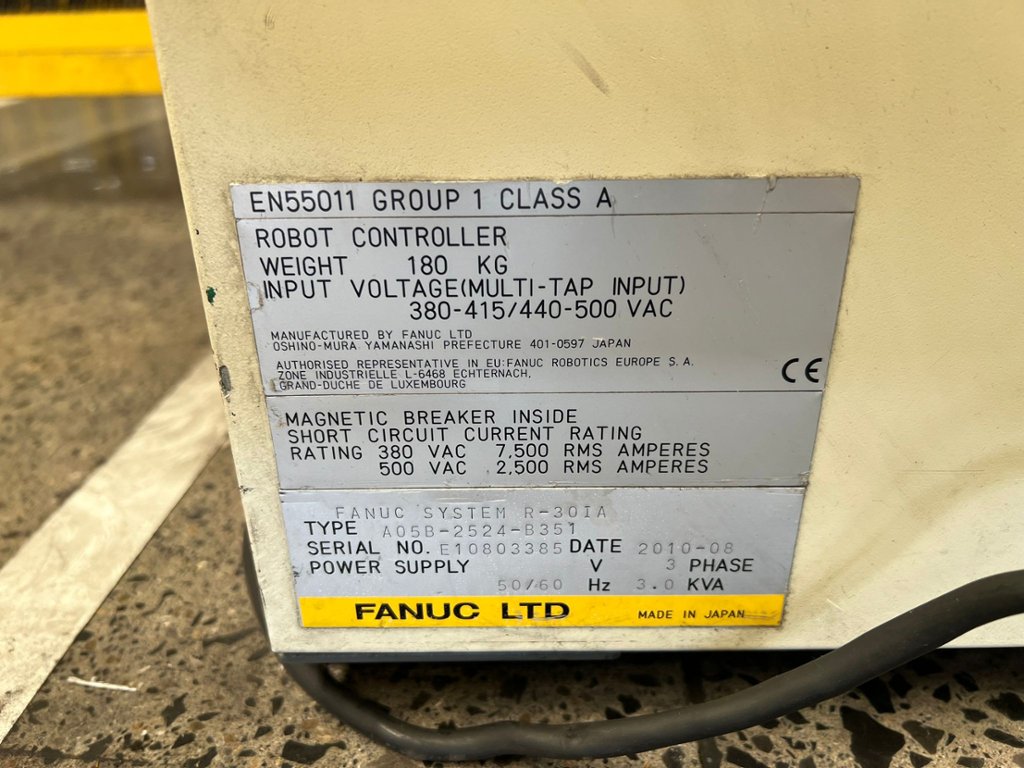 EN55011 GROUP 1 CLASS A
ROBOT CONTROLLER
WEIGHT 180 KG
INPUT VOLTAGE(MULTI-TAP INPUT)
380-415/440-500 VAC
MANUFACTURED BY FANUC LTD
OSHINO-MURA YAMANASHI PREFECTURE 401-0597 JAPAN
AUTHORISED REPRESENTATIVE IN EU:FANUC ROBOTICS EUROPE S.A.
ZONE INDUSTRIELLE L-6468 ECHTERNACH,
GRAND-DUCHE DE LUXEMBOURG
CE
MAGNETIC BREAKER INSIDE
SHORT CIRCUIT CURRENT RATING
RATING 380 VAC 7,500 RMS AMPERES
500 VAC 2,500 RMS AMPERES
FANUC SYSTEM R-30IA
TYPE A05B-2524-B351
SERIAL NO. E10803385 DATE 2010-08
POWER SUPPLY V 3 PHASE
50/60 Hz 3.0 KVA
FANUC LTD MADE IN JAPAN